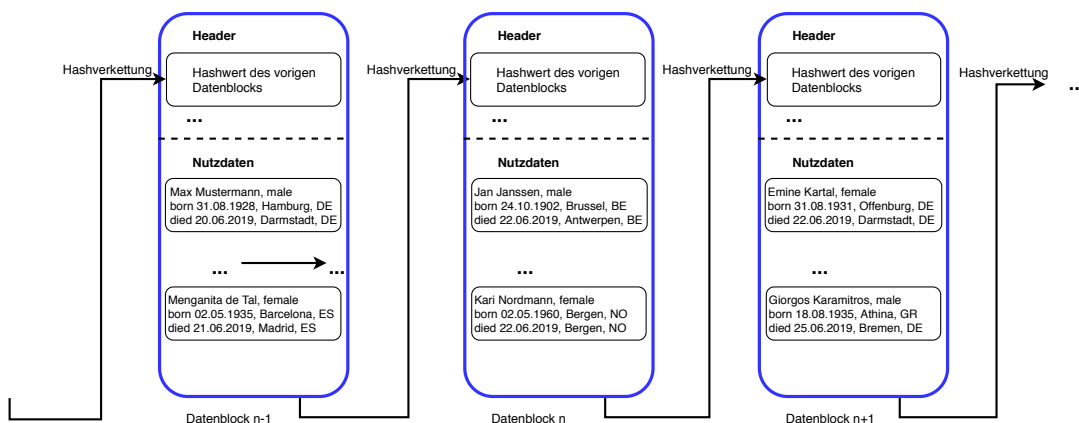 Hashverkettung
Header
Hashwert des vorigen
Datenblocks
...
Nutzdaten
Max Mustermann, male
born 31.08.1928, Hamburg, DE
died 20.06.2019, Darmstadt, DE
... ...
Menganita de Tal, female
born 02.05.1935, Barcelona, ES
died 21.06.2019, Madrid, ES
Datenblock n-1
Hashverkettung
Header
Hashwert des vorigen
Datenblocks
...
Nutzdaten
Jan Janssen, male
born 24.10.1902, Brussel, BE
died 22.06.2019, Antwerpen, BE
...
Kari Nordmann, female
born 02.05.1960, Bergen, NO
died 22.06.2019, Bergen, NO
Datenblock n
Hashverkettung
Header
Hashwert des vorigen
Datenblocks
...
Nutzdaten
Emine Kartal, female
born 31.08.1931, Offenburg, DE
died 22.06.2019, Darmstadt, DE
...
Giorgos Karamitros, male
born 18.08.1935, Athina, GR
died 25.06.2019, Bremen, DE
Datenblock n+1
Hashverkettung
..